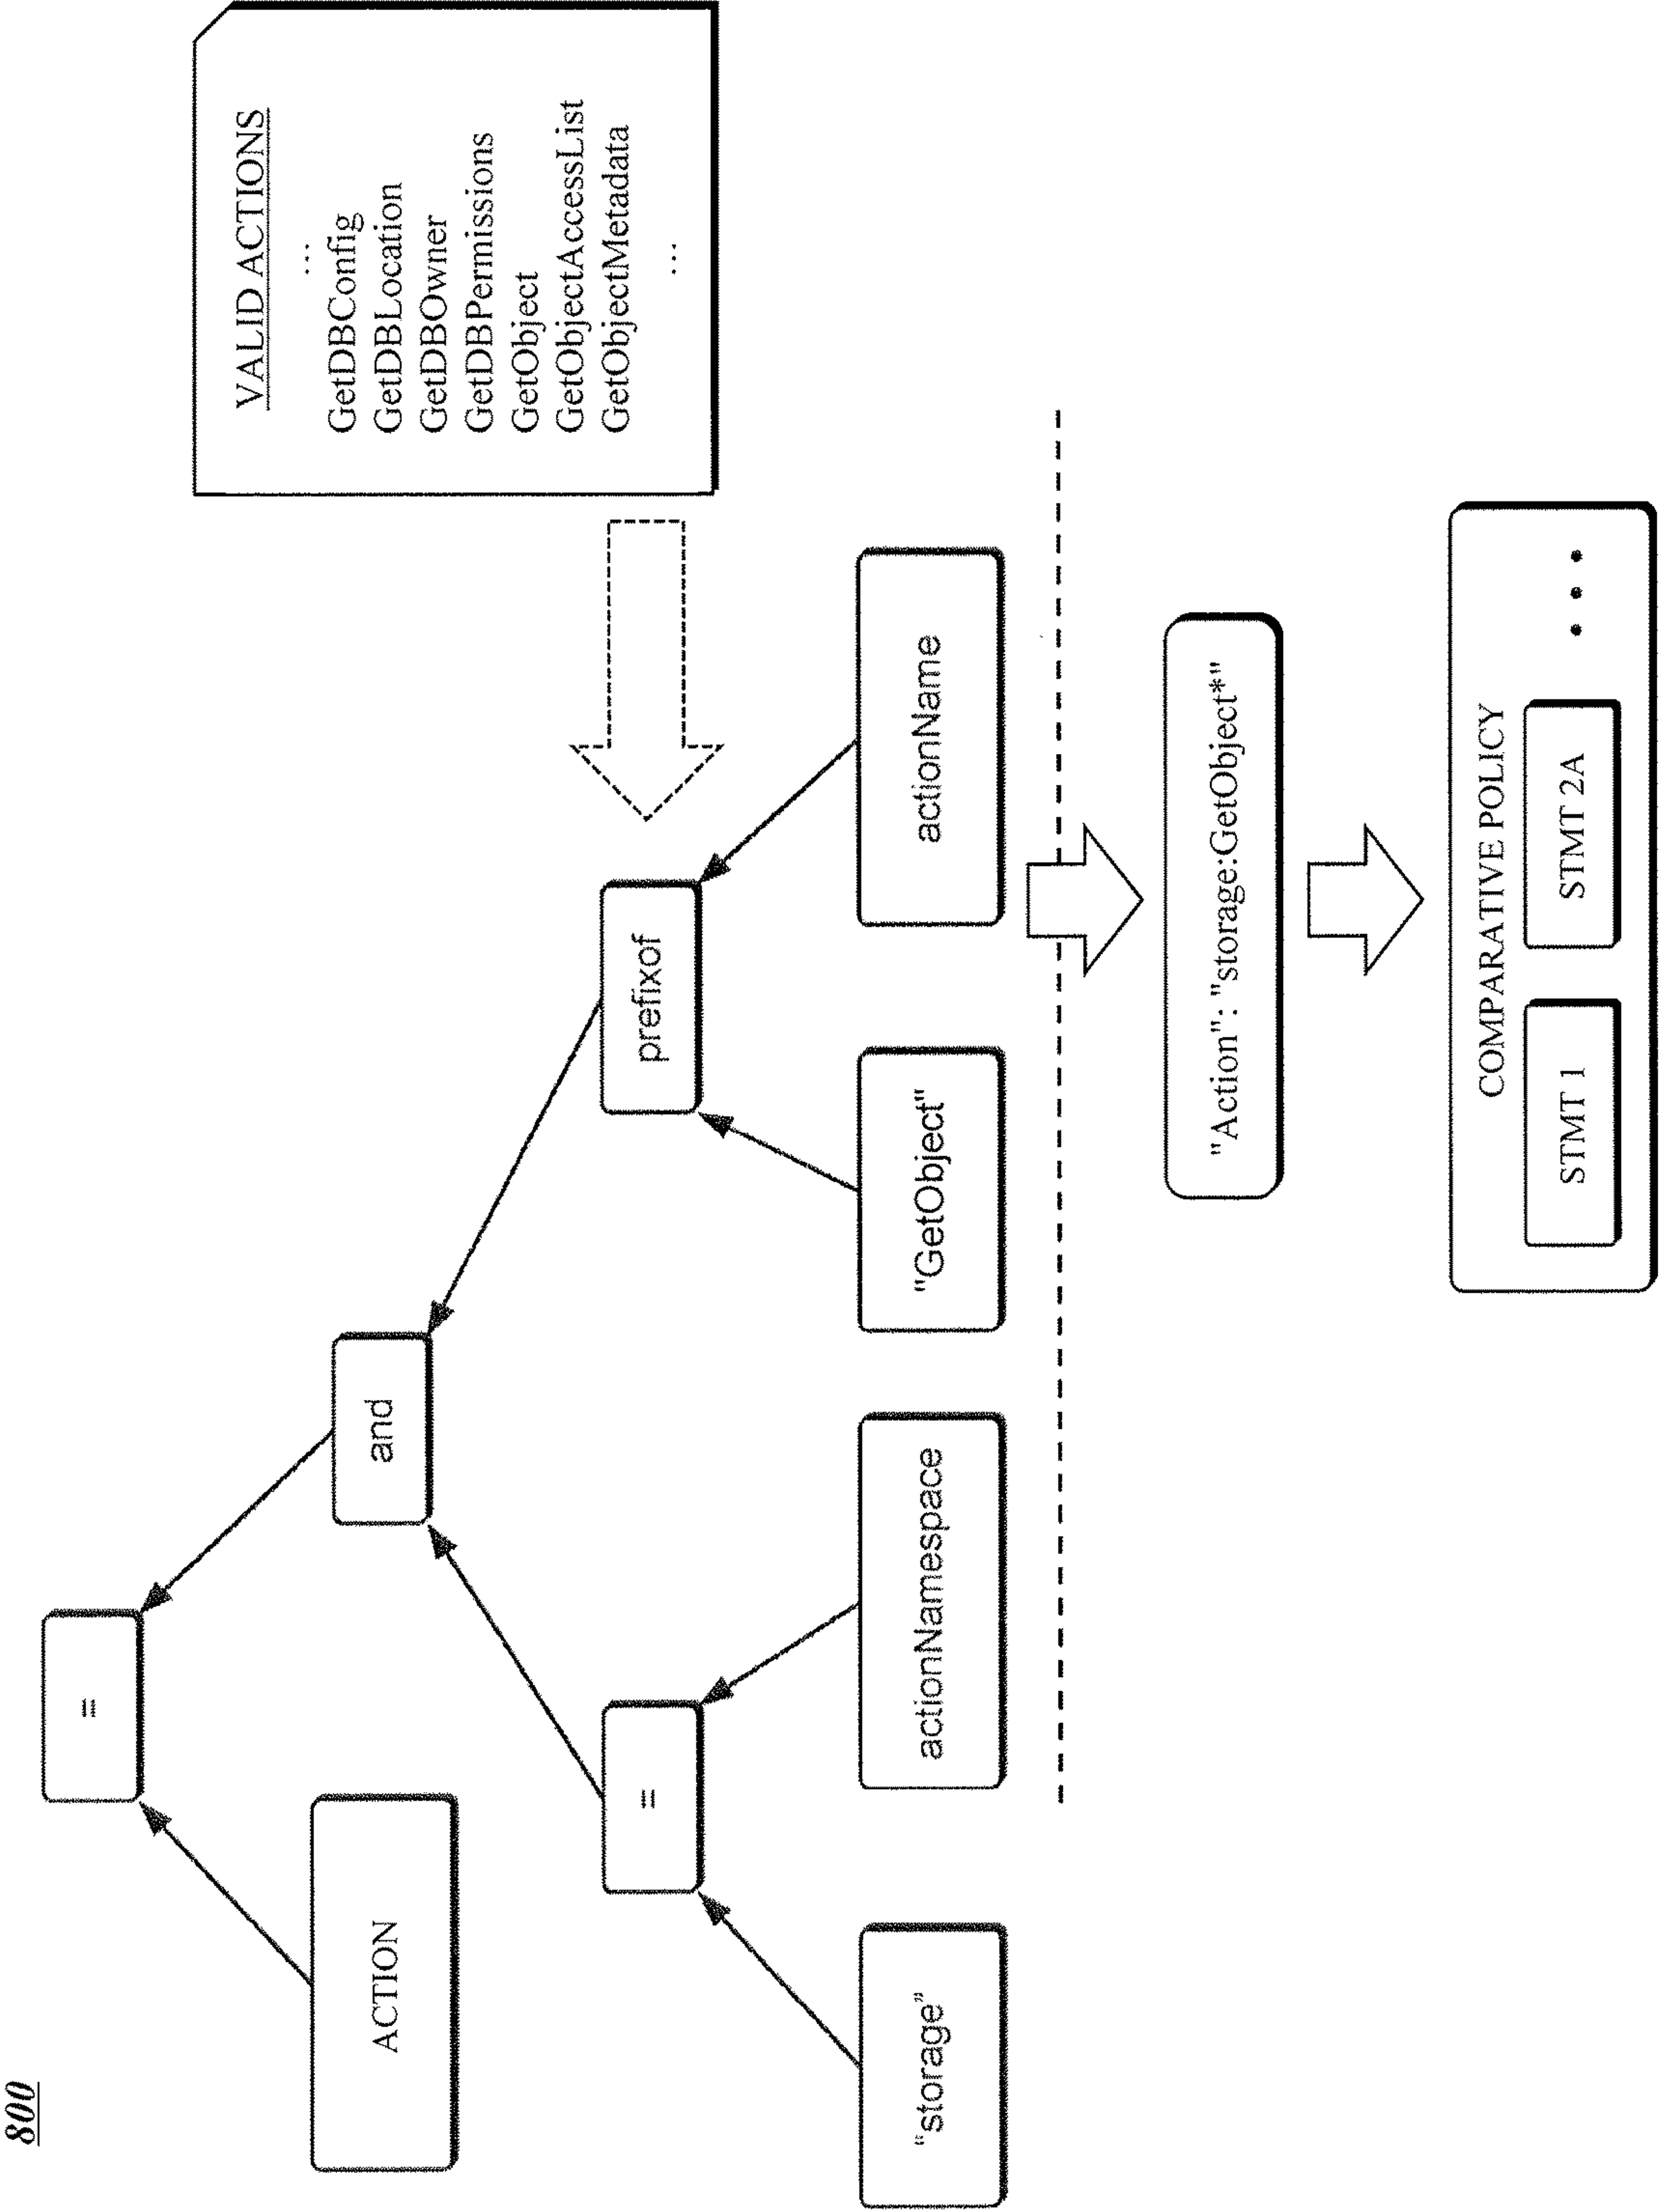 800
=
ACTION
and
=
prefixof
"storage"
actionNamespace
"GetObject"
actionName
VALID ACTIONS
...
GetDBConfig
GetDBLocation
GetDBOwner
GetDBPermissions
GetObject
GetObjectAccessList
GetObjectMetadata
...
"Action": "storage:GetObject*"
COMPARATIVE POLICY
STMT 1
STMT 2A
• • •